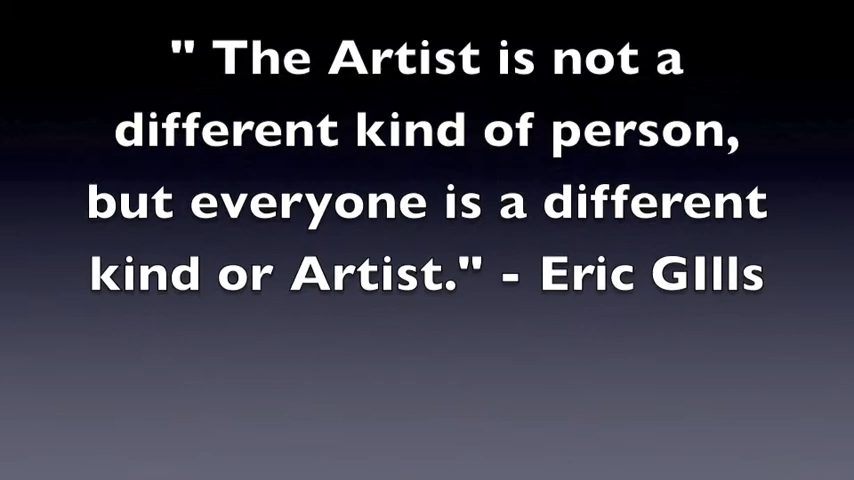 " The Artist is not a
different kind of person,
but everyone is a different
kind or Artist." - Eric GIlls